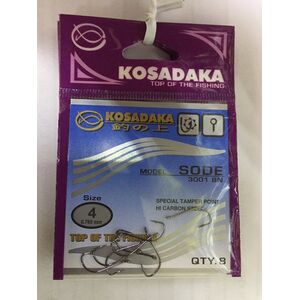 KOSADAKA
TOP OF THE FISHING
KOSADAKA
釣の上
MODEL: SODE
3001 BN
Size
4
SPECIAL TAMPER POINT
HI CARBON STEEL
TOP OF THE FISHING
QTY. 8